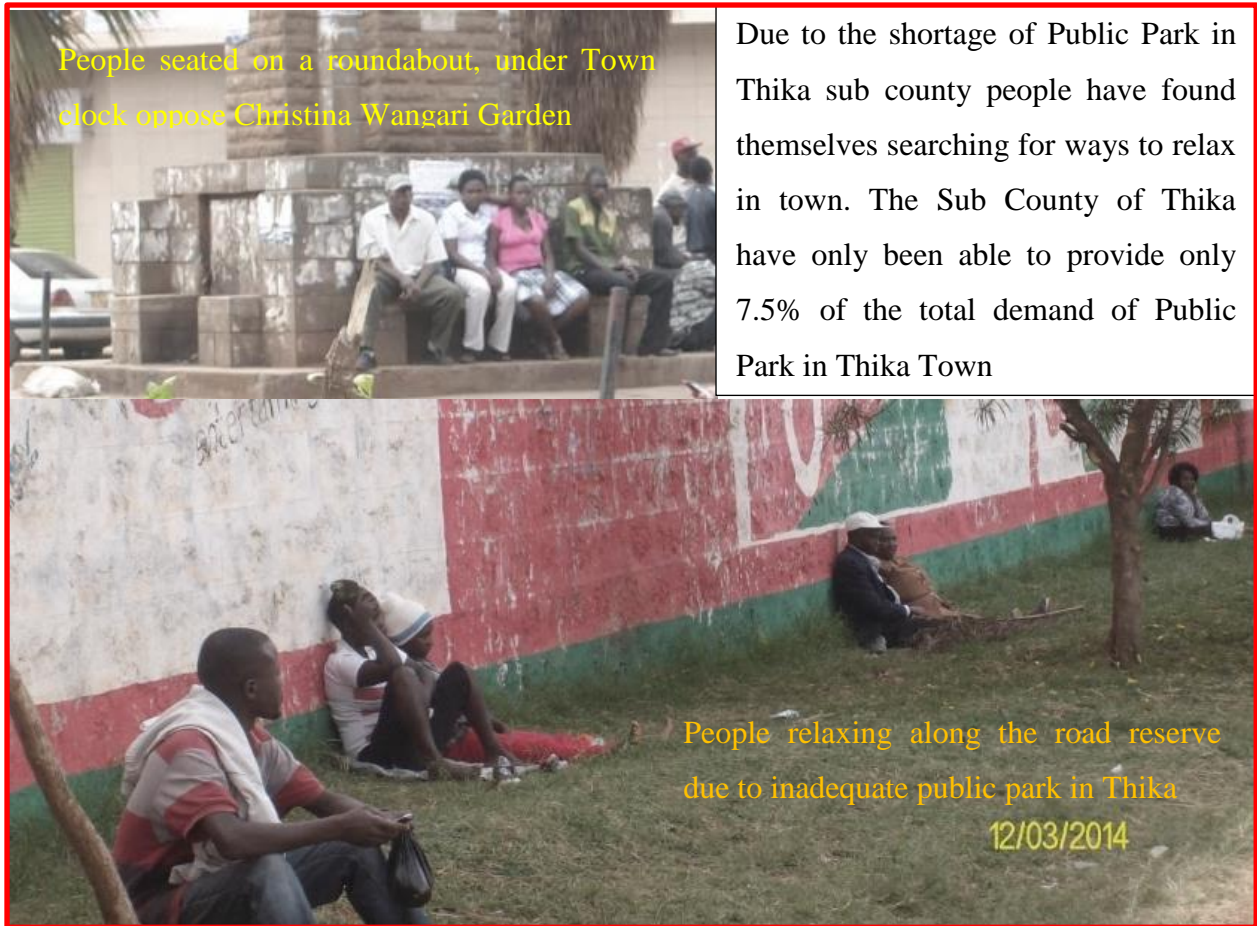 People seated on a roundabout, under Town
clock oppose Christina Wangari Garden
Due to the shortage of Public Park in
Thika sub county people have found
themselves searching for ways to relax
in town. The Sub County of Thika
have only been able to provide only
7.5% of the total demand of Public
Park in Thika Town
People relaxing along the road reserve
due to inadequate public park in Thika
12/03/2014